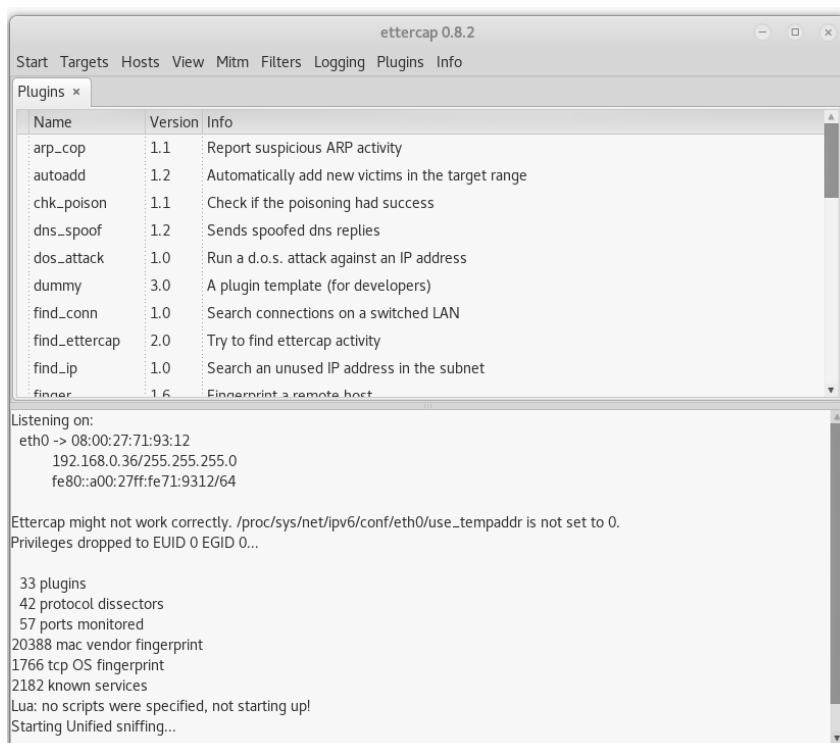 ettercap 0.8.2
Start Targets Hosts View Mitm Filters Logging Plugins Info
Plugins ×
Name Version Info
arp_cop 1.1 Report suspicious ARP activity
autoadd 1.2 Automatically add new victims in the target range
chk_poison 1.1 Check if the poisoning had success
dns_spoof 1.2 Sends spoofed dns replies
dos_attack 1.0 Run a d.o.s. attack against an IP address
dummy 3.0 A plugin template (for developers)
find_conn 1.0 Search connections on a switched LAN
find_ettercap 2.0 Try to find ettercap activity
find_ip 1.0 Search an unused IP address in the subnet
finger 1.6 Fingerprint a remote host
Listening on:
eth0 -> 08:00:27:71:93:12
192.168.0.36/255.255.255.0
fe80::a00:27ff:fe71:9312/64
Ettercap might not work correctly. /proc/sys/net/ipv6/conf/eth0/use_tempaddr is not set to 0.
Privileges dropped to EUID 0 EGID 0...
33 plugins
42 protocol dissectors
57 ports monitored
20388 mac vendor fingerprint
1766 tcp OS fingerprint
2182 known services
Lua: no scripts were specified, not starting up!
Starting Unified sniffing...